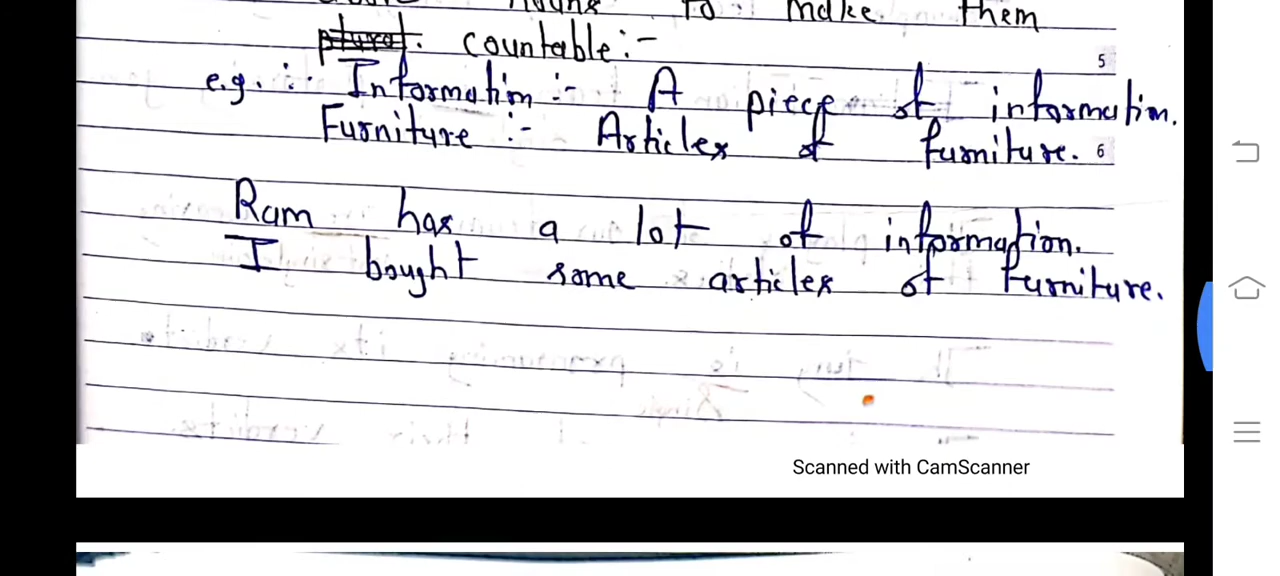 to make them
plural. countable:-
5
e.g. :- Information :- A piece of information.
Furniture :- Articles of furniture. 6
Ram has a lot of information.
I bought some articles of furniture.
Scanned with CamScanner